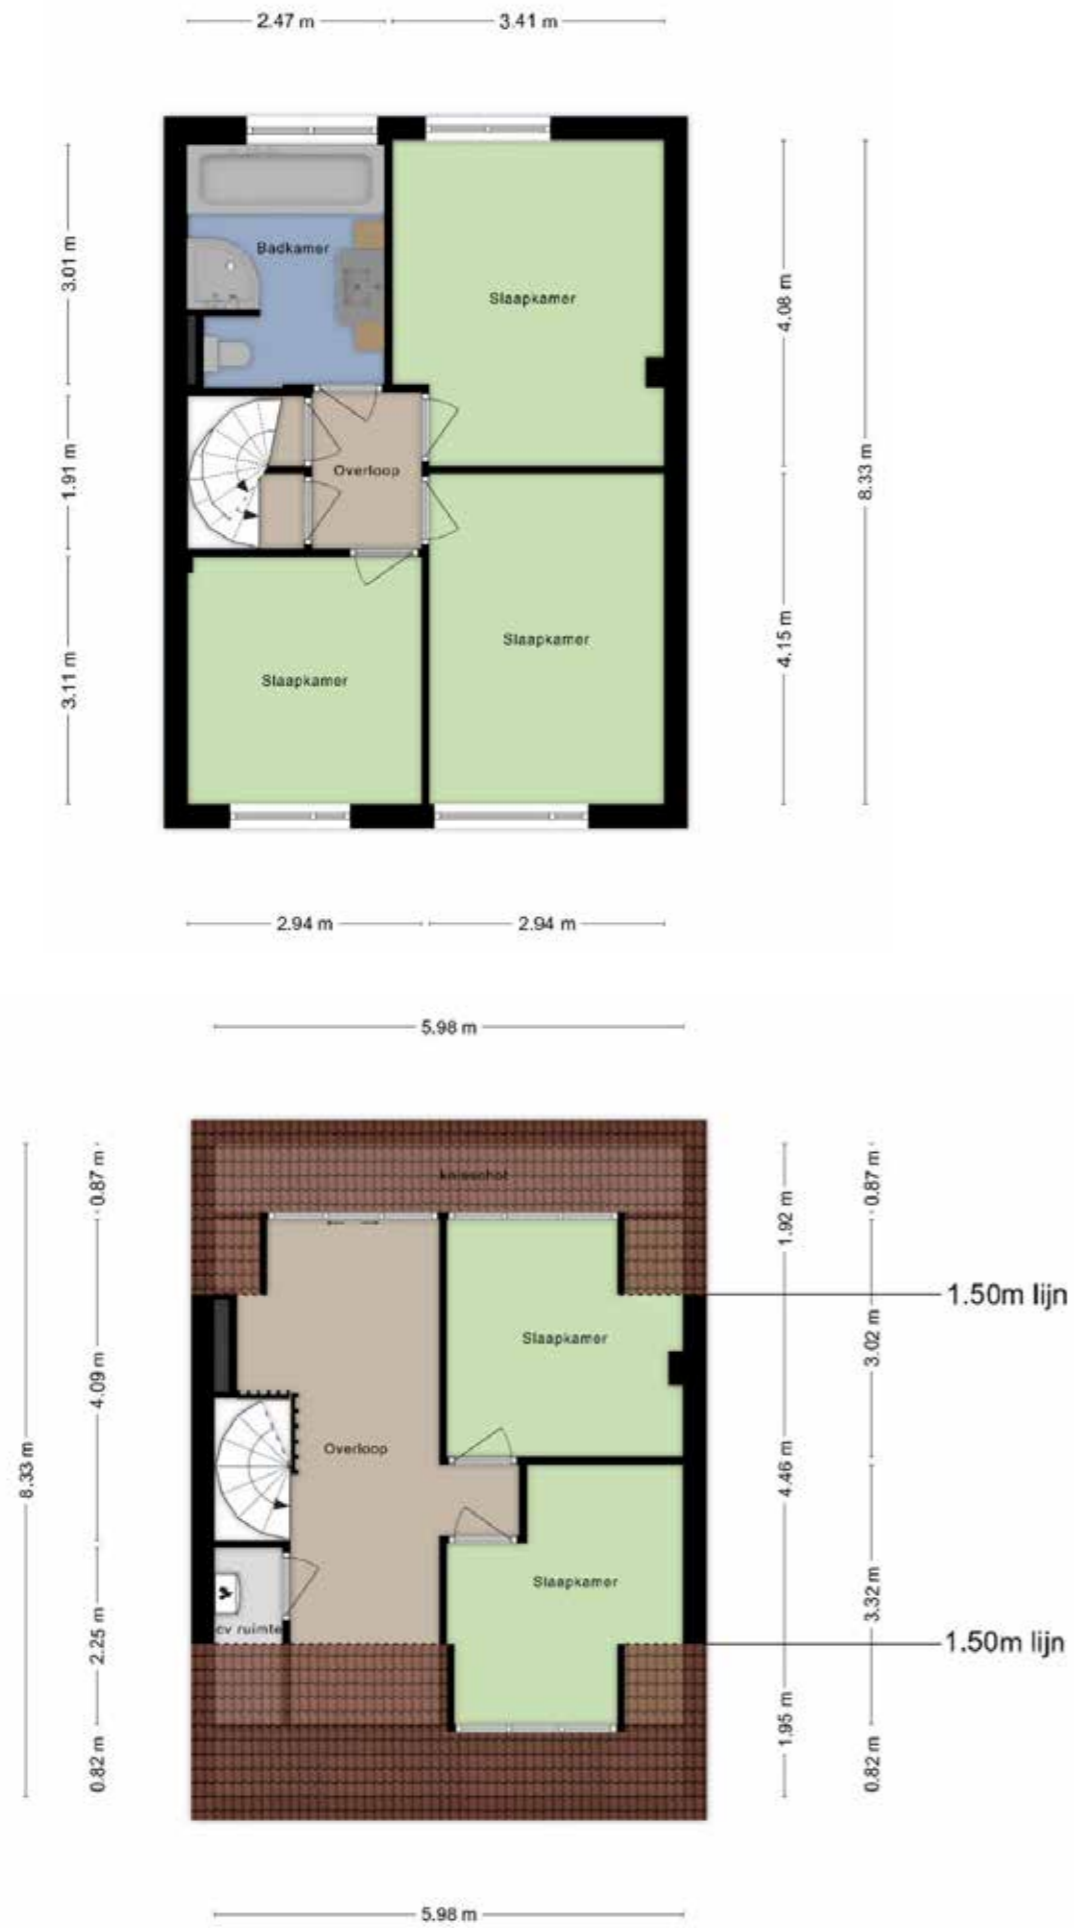 2.47 m
3.41 m
3.01 m
Badkamer
Slaapkamer
4.08 m
1.91 m
Overloop
8.33 m
3.11 m
Slaapkamer
Slaapkamer
4.15 m
2.94 m
2.94 m
5.98 m
0.87 m
knieschot
1.92 m
0.87 m
1.50m lijn
4.09 m
Slaapkamer
3.02 m
8.33 m
Overloop
4.46 m
Slaapkamer
3.32 m
cv ruimte
2.25 m
1.50m lijn
0.82 m
1.95 m
0.82 m
5.98 m